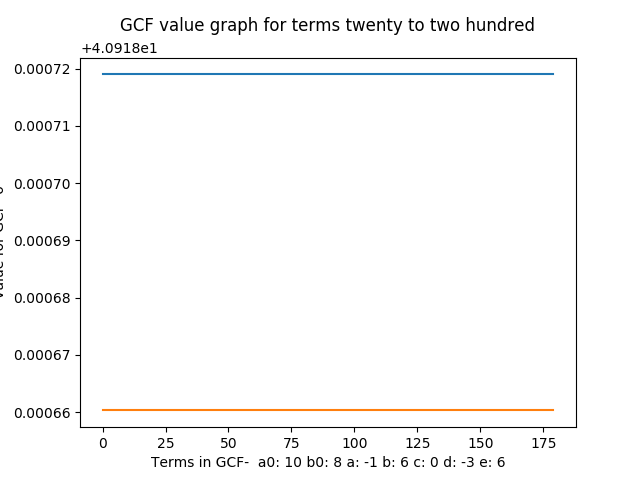 GCF value graph for terms twenty to two hundred
+4.0918e1
0.00072
0.00071
0.00070
0.00069
0.00068
0.00067
0.00066
0 25 50 75 100 125 150 175
Terms in GCF- a0: 10 b0: 8 a: -1 b: 6 c: 0 d: -3 e: 6